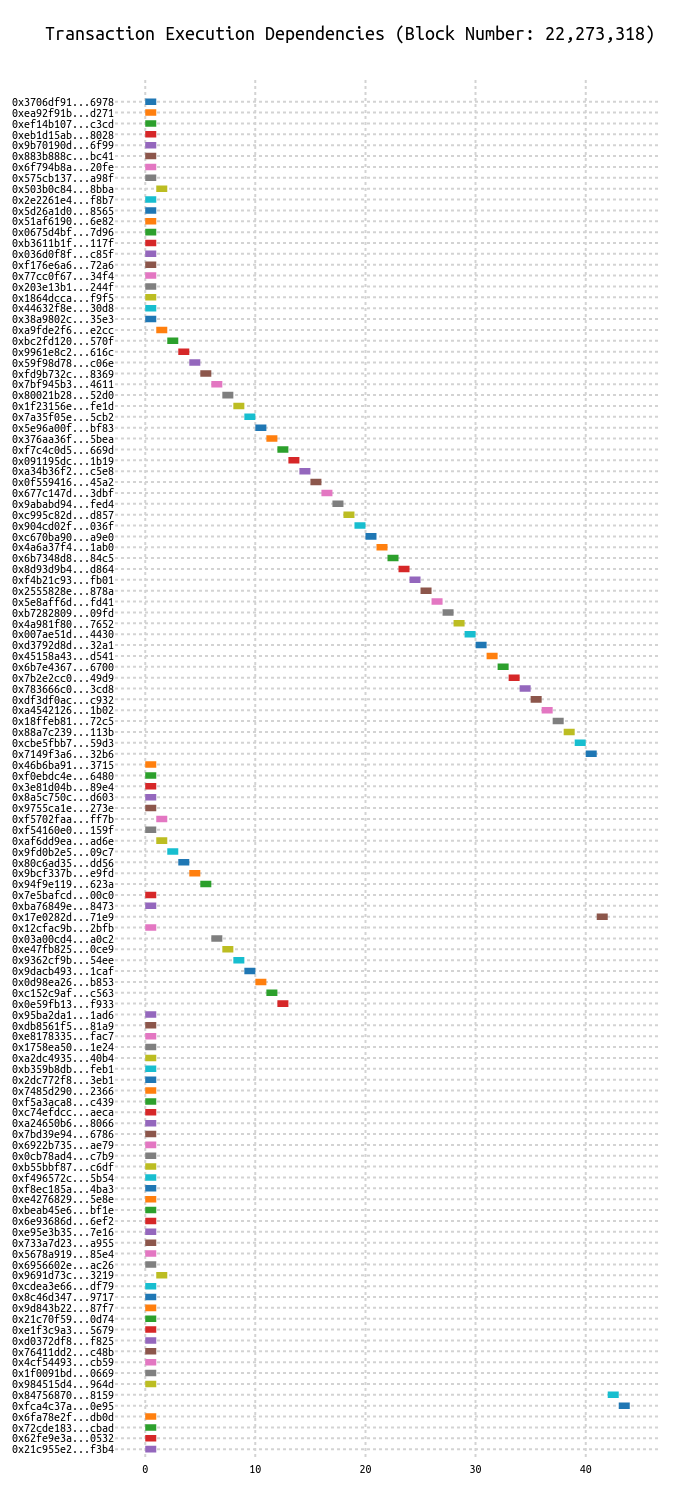 Transaction Execution Dependencies (Block Number: 22,273,318)
0x3706df91...6978
0xea92f91b...d271
0xef14b107...c3cd
0xeb1d15ab...8028
0x9b70190d...6f99
0x883b888c...bc41
0x6f794b8a...20fe
0x575cb137...a98f
0x503b0c84...8bba
0x2e2261e4...f8b7
0x5d26a1d0...8565
0x51af6190...6e82
0x0675d4bf...7d96
0xb3611b1f...117f
0x036d0f8f...c85f
0xf176e6a6...72a6
0x77cc0f67...34f4
0x203e13b1...244f
0x1864dcca...f9f5
0x44632f8e...30d8
0x38a9802c...35e3
0xa9fde2f6...e2cc
0xbc2fd120...570f
0x9961e8c2...616c
0x59f98d78...c06e
0xfd9b732c...8369
0x7bf945b3...4611
0x80021b28...52d0
0x1f23156e...fe1d
0x7a35f05e...5cb2
0x5e96a00f...bf83
0x376aa36f...5bea
0xf7c4c0d5...669d
0x091195dc...1b19
0xa34b36f2...c5e8
0x0f559416...45a2
0x677c147d...3dbf
0x9ababd94...fed4
0xc995c82d...d857
0x904cd02f...036f
0xc670ba90...a9e0
0x4a6a37f4...1ab0
0x6b7348d8...84c5
0x8d93d9b4...d864
0xf4b21c93...fb01
0x2555828e...878a
0x5e8aff6d...fd41
0xb7282809...09fd
0x4a981f80...7652
0x007ae51d...4430
0xd3792d8d...32a1
0x45158a43...d541
0x6b7e4367...6700
0x7b2e2cc0...49d9
0x783666c0...3cd8
0xdf3df0ac...c932
0xa4542126...1b02
0x18ffeb81...72c5
0x88a7c239...113b
0xcbe5fbb7...59d3
0x7149f3a6...32b6
0x46b6ba91...3715
0xf0ebdc4e...6480
0x3e81d04b...89e4
0x8a5c750c...d603
0x9755ca1e...273e
0xf5702faa...ff7b
0xf54160e0...159f
0xaf6dd9ea...ad6e
0x9fd0b2e5...09c7
0x80c6ad35...dd56
0x9bcf337b...e9fd
0x94f9e119...623a
0x7e5bafcd...00c0
0xba76849e...8473
0x17e0282d...71e9
0x12cfac9b...2bfb
0x03a00cd4...a0c2
0xe47fb825...0ce9
0x9362cf9b...54ee
0x9dacb493...1caf
0x0d98ea26...b853
0xc152c9af...c563
0x0e59fb13...f933
0x95ba2da1...1ad6
0xdb8561f5...81a9
0xe8178335...fac7
0x1758ea50...1e24
0xa2dc4935...40b4
0xb359b8db...feb1
0x2dc772f8...3eb1
0x7485d290...2366
0xf5a3aca8...c439
0xc74efdcc...aeca
0xa24650b6...8066
0x7bd39e94...6786
0x6922b735...ae79
0x0cb78ad4...c7b9
0xb55bbf87...c6df
0xf496572c...5b54
0xf8ec185a...4ba3
0xe4276829...5e8e
0xbeab45e6...bf1e
0x6e93686d...6ef2
0xe95e3b35...7e16
0x733a7d23...a955
0x5678a919...85e4
0x6956602e...ac26
0x9691d73c...3219
0xcdea3e66...df79
0x8c46d347...9717
0x9d843b22...87f7
0x21c70f59...0d74
0xe1f3c9a3...5679
0xd0372df8...f825
0x76411dd2...c48b
0x4cf54493...cb59
0x1f0091bd...0669
0x984515d4...964d
0x84756870...8159
0xfca4c37a...0e95
0x6fa78e2f...db0d
0x72cde183...cbad
0x62fe9e3a...0532
0x21c955e2...f3b4
0 10 20 30 40